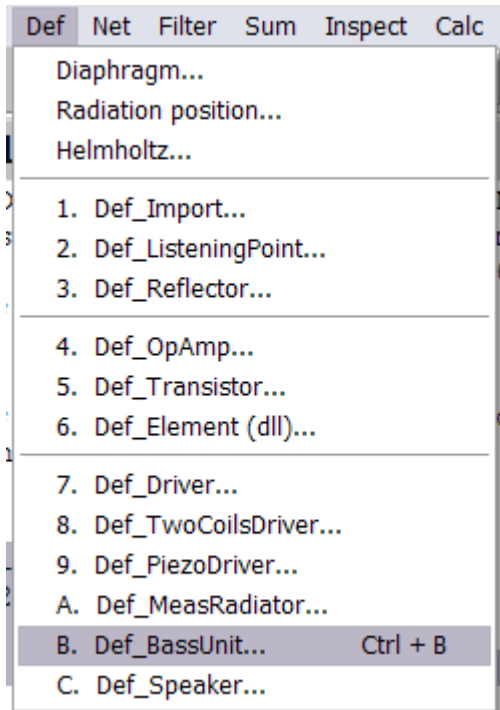 Def Net Filter Sum Inspect Calc
Diaphragm...
Radiation position...
Helmholtz...
1. Def_Import...
2. Def_ListeningPoint...
3. Def_Reflector...
4. Def_OpAmp...
5. Def_Transistor...
6. Def_Element (dll)...
7. Def_Driver...
8. Def_TwoCoilsDriver...
9. Def_PiezoDriver...
A. Def_MeasRadiator...
B. Def_BassUnit... Ctrl + B
C. Def_Speaker...